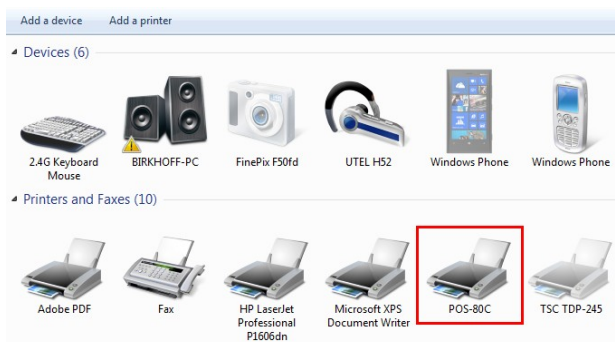 Add a device Add a printer
Devices (6)
2.4G Keyboard
Mouse
BIRKHOFF-PC
FinePix F50fd
UTEL H52
Windows Phone
Windows Phone
Printers and Faxes (10)
Adobe PDF
Fax
HP LaserJet
Professional
P1606dn
Microsoft XPS
Document Writer
POS-80C
TSC TDP-245